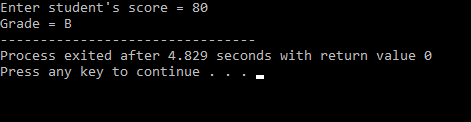 Enter student's score = 80
Grade = B
--------------------------------
Process exited after 4.829 seconds with return value 0
Press any key to continue . . .